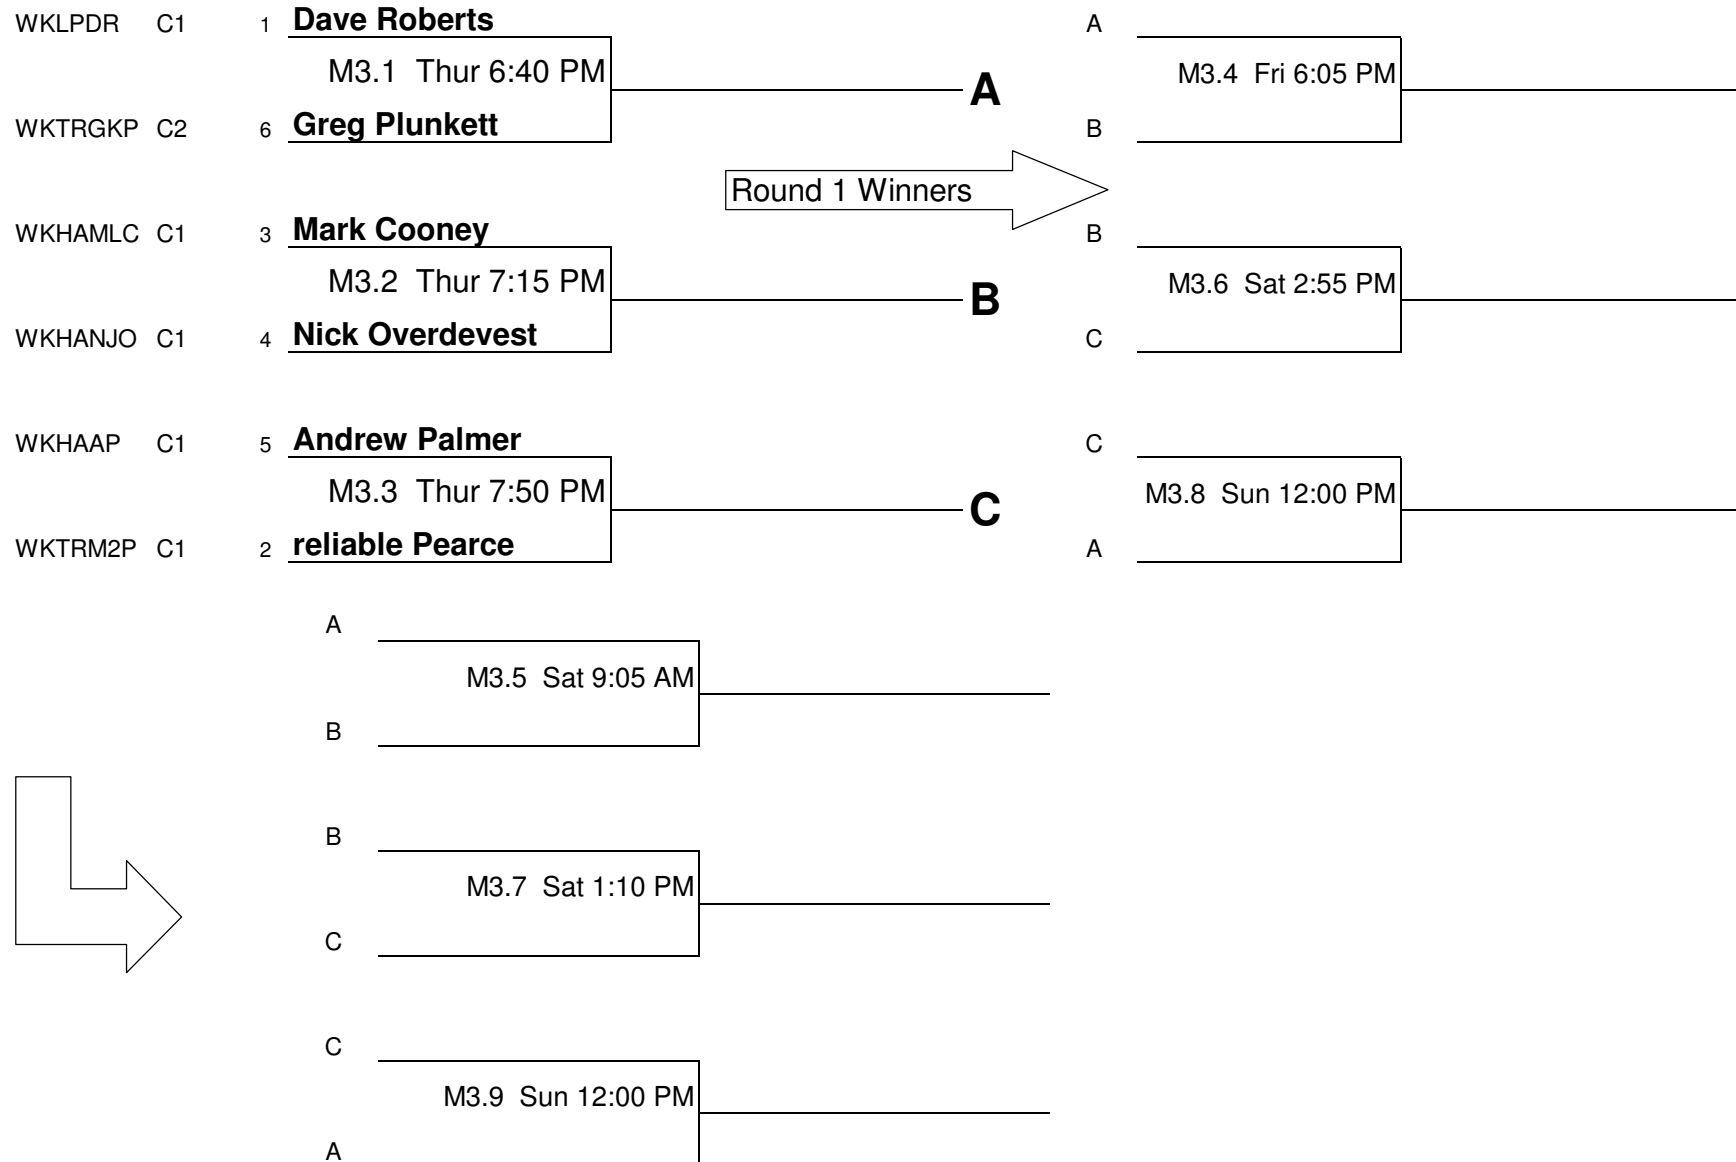 WKLPDR C1 1 Dave Roberts A
M3.1 Thur 6:40 PM A M3.4 Fri 6:05 PM
WKTRGKP C2 6 Greg Plunkett B
Round 1 Winners
WKHAMLC C1 3 Mark Cooney B
M3.2 Thur 7:15 PM B M3.6 Sat 2:55 PM
WKHANJO C1 4 Nick Overdevest C
WKHAAP C1 5 Andrew Palmer C
M3.3 Thur 7:50 PM C M3.8 Sun 12:00 PM
WKTRM2P C1 2 reliable Pearce A
A
M3.5 Sat 9:05 AM
B
B
M3.7 Sat 1:10 PM
C
C
M3.9 Sun 12:00 PM
A